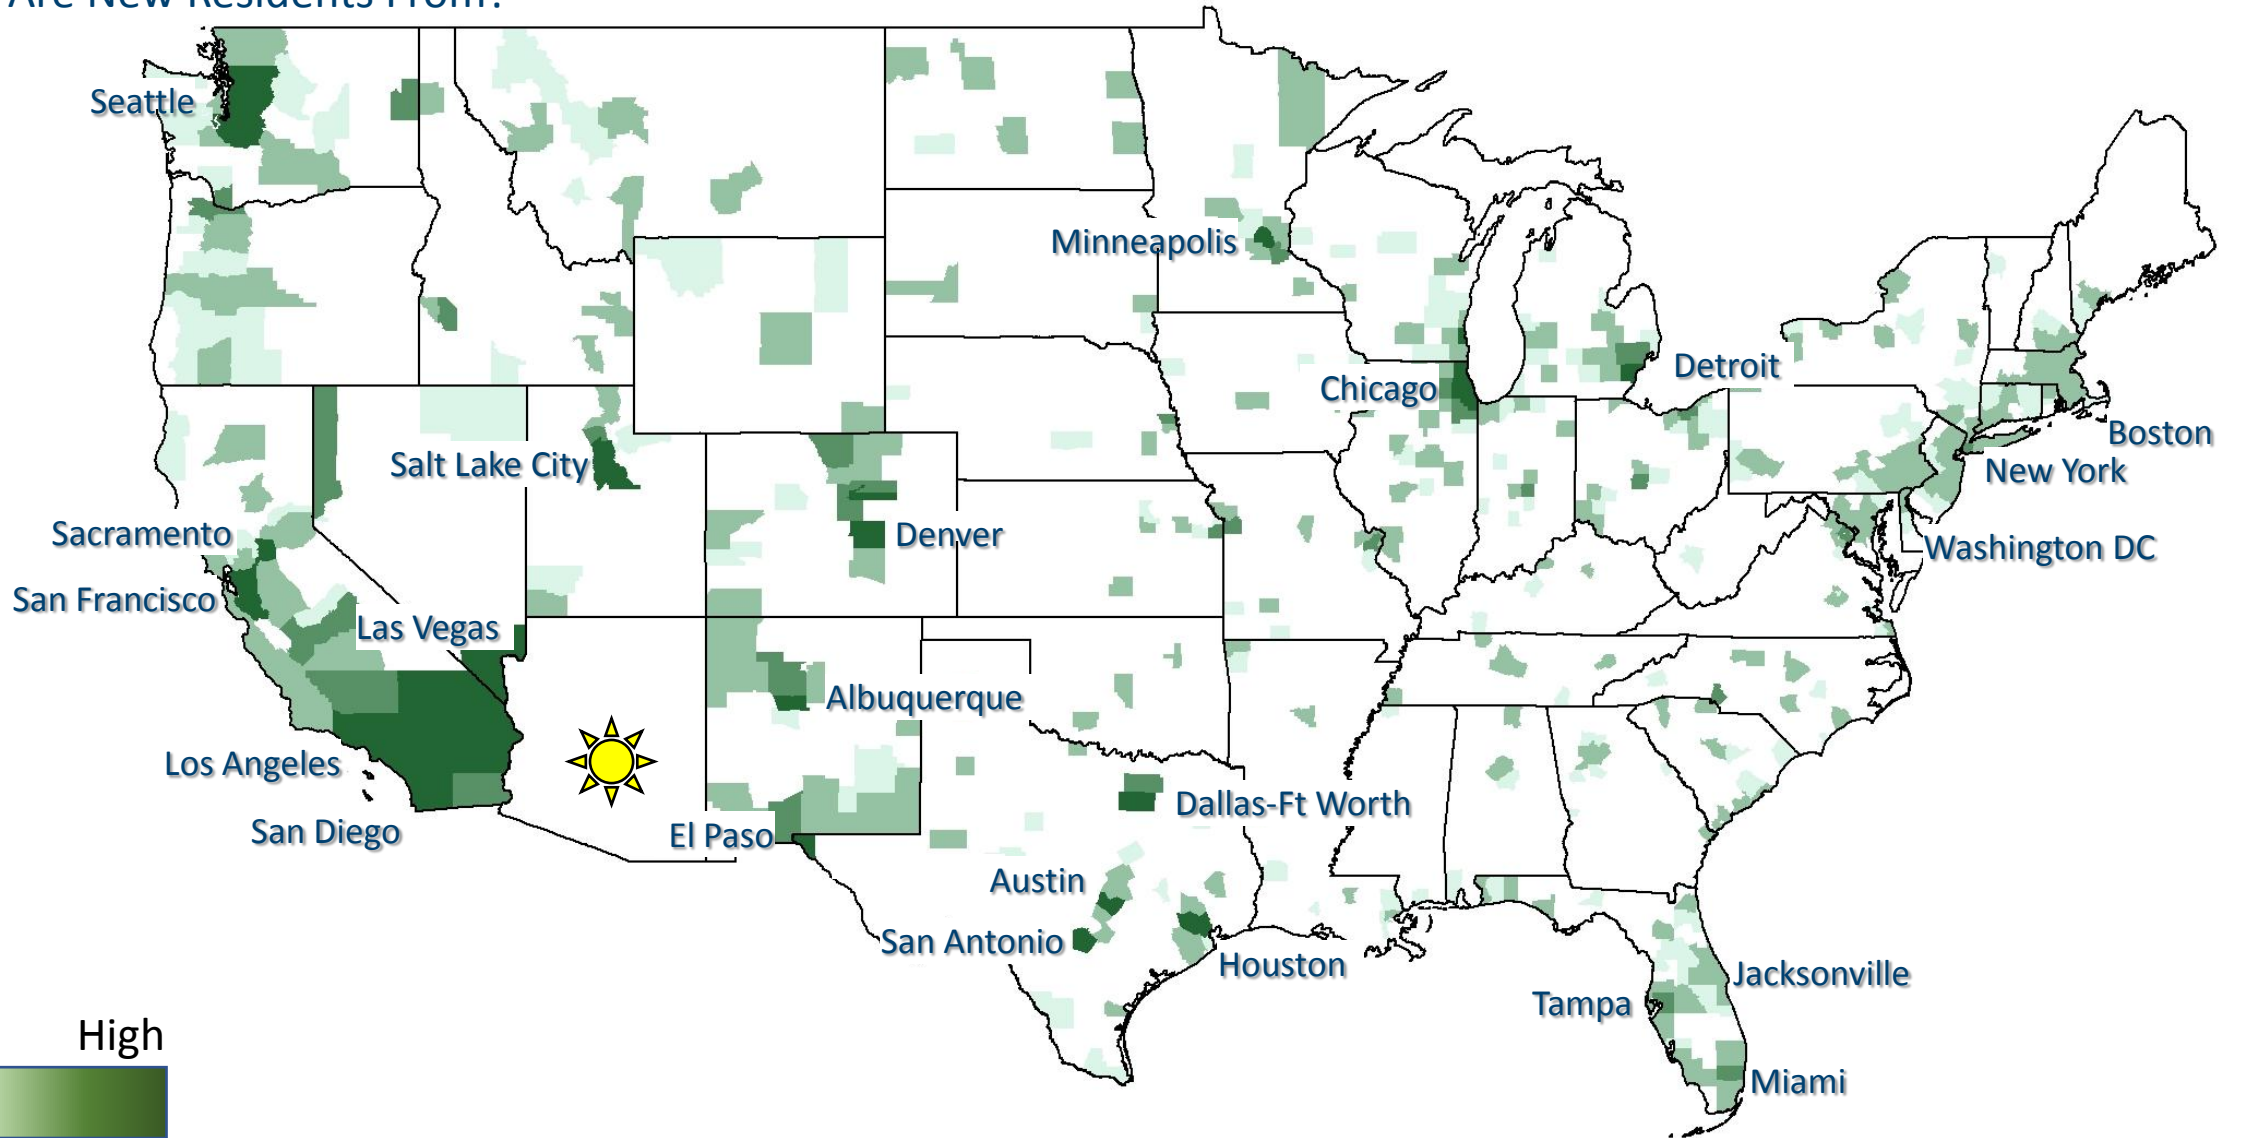 Are New Residents From?
Seattle
Minneapolis
Detroit
Chicago
Boston
Salt Lake City
New York
Sacramento
Denver
Washington DC
San Francisco
Las Vegas
Albuquerque
Los Angeles
Dallas-Ft Worth
San Diego
El Paso
Austin
San Antonio
Houston
Jacksonville
Tampa
High
Miami